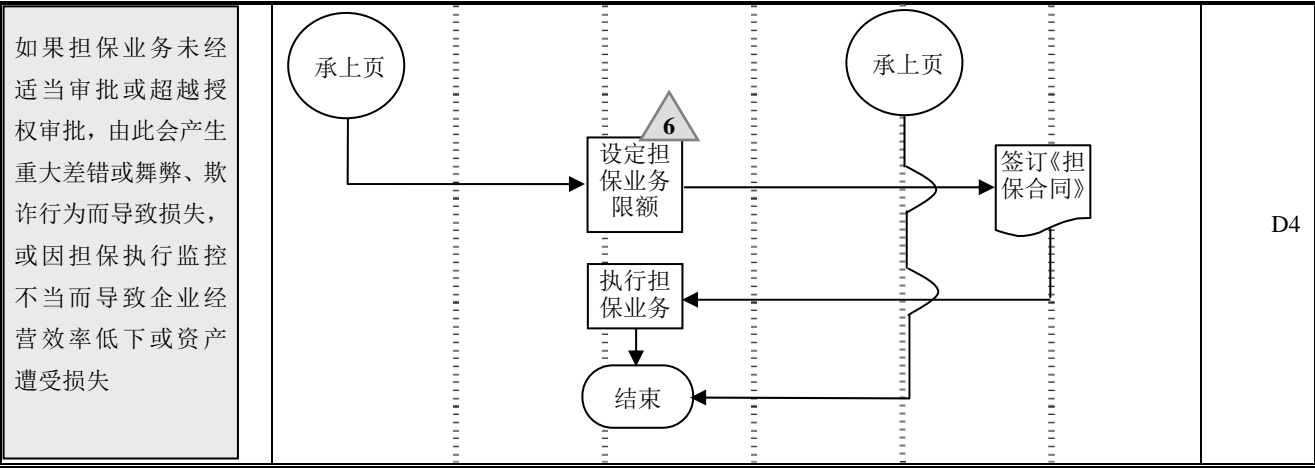 如果担保业务未经
适当审批或超越授
权审批，由此会产生
重大差错或舞弊、欺
诈行为而导致损失，
或因担保执行监控
不当而导致企业经
营效率低下或资产
遭受损失
承上页
承上页
6
设定担
保业务
限额
签订《担
保合同》
D4
执行担
保业务
结束